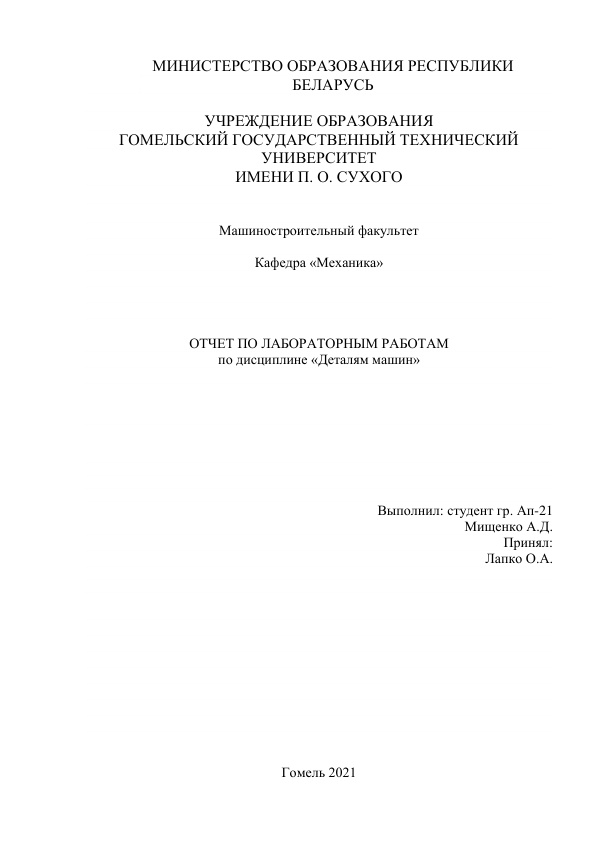 МИНИСТЕРСТВО ОБРАЗОВАНИЯ РЕСПУБЛИКИ
БЕЛАРУСЬ
УЧРЕЖДЕНИЕ ОБРАЗОВАНИЯ
ГОМЕЛЬСКИЙ ГОСУДАРСТВЕННЫЙ ТЕХНИЧЕСКИЙ
УНИВЕРСИТЕТ
ИМЕНИ П. О. СУХОГО
Машиностроительный факультет
Кафедра «Механика»
ОТЧЕТ ПО ЛАБОРАТОРНЫМ РАБОТАМ
по дисциплине «Деталям машин»
Выполнил: студент гр. Ап-21
Мищенко А.Д.
Принял:
Лапко О.А.
Гомель 2021